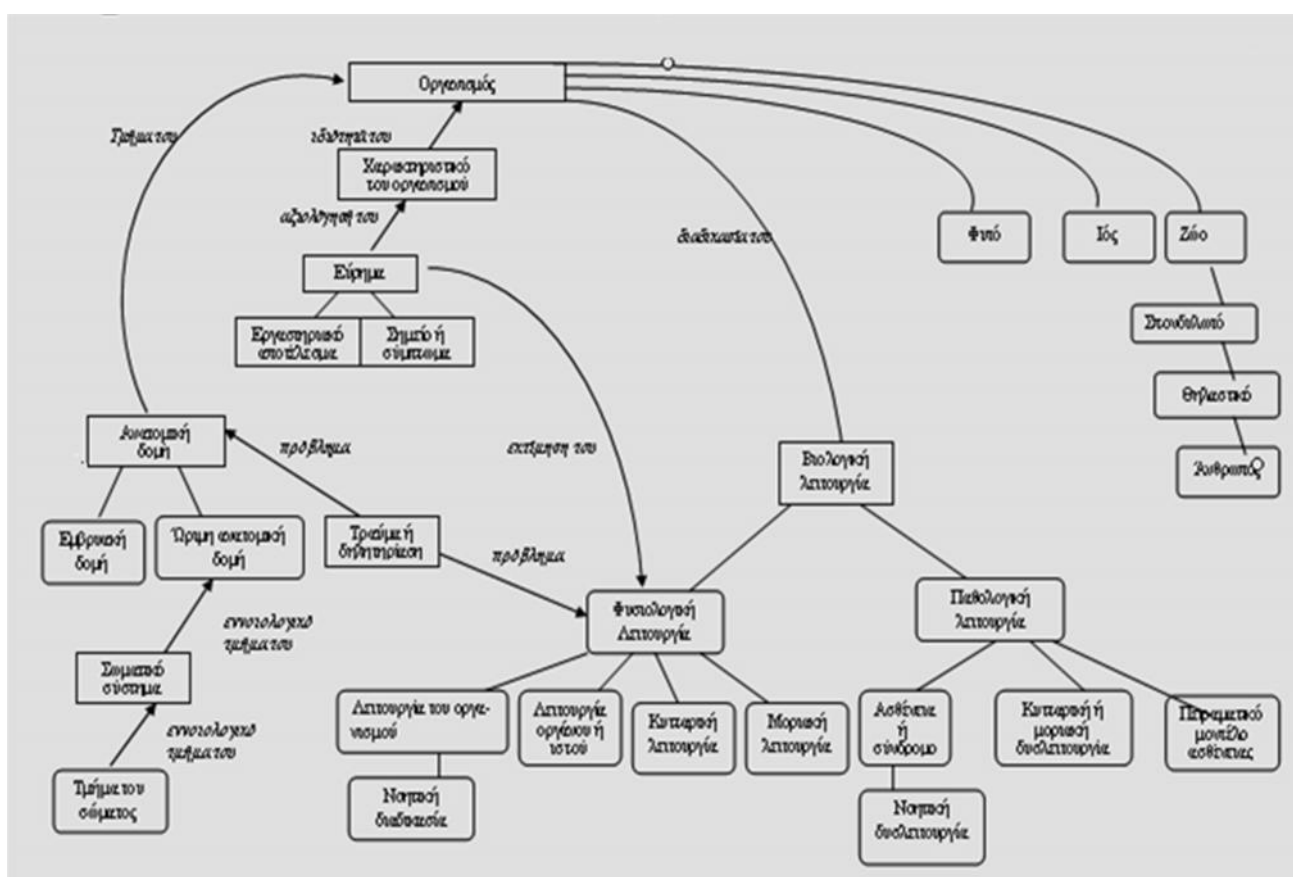 Οργανισμός
Τμήμα του
ιδιότητα του
Χαρακτηριστικό
του οργανισμού
αξιολόγησή του
διαδικασία του
Φυτό
Ιός
Ζώο
Εύρημα
Εργαστηριακό
αποτέλεσμα
Σημείο ή
σύμπτωμα
Σπονδυλωτό
Θηλαστικό
Άνθρωπος
Ανατομική
δομή
πρόβλημα
εκτίμηση του
Βιολογική
λειτουργία
Εμβρυϊκή
δομή
Ώριμη ανατομική
δομή
Τραύμα ή
δηλητηρίαση
πρόβλημα
Φυσιολογική
Λειτουργία
Παθολογική
λειτουργία
εννοιολογικό
τμήμα του
Σωματικό
σύστημα
Λειτουργία του οργα-
νισμού
Λειτουργία
οργάνου ή
ιστού
Κυτταρική
λειτουργία
Μοριακή
λειτουργία
Ασθένεια
ή
σύνδρομο
Κυτταρική ή
μοριακή
δυσλειτουργία
Πειραματικό
μοντέλο
ασθένειας
εννοιολογικό
τμήμα του
Τμήμα του
σώματος
Νοητική
διαδικασία
Νοητική
δυσλειτουργία